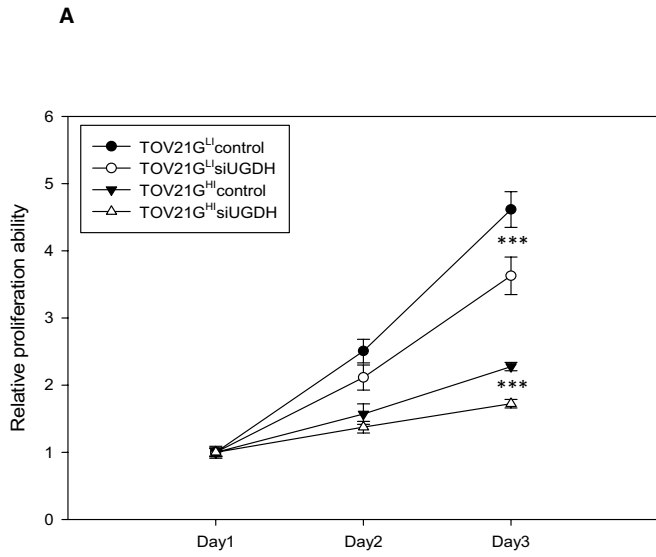 A
6
TOV21G^LI control
TOV21G^LI siUGDH
TOV21G^HI control
TOV21G^HI siUGDH
5
***
4
3
***
2
1
0
Relative proliferation ability
Day1 Day2 Day3